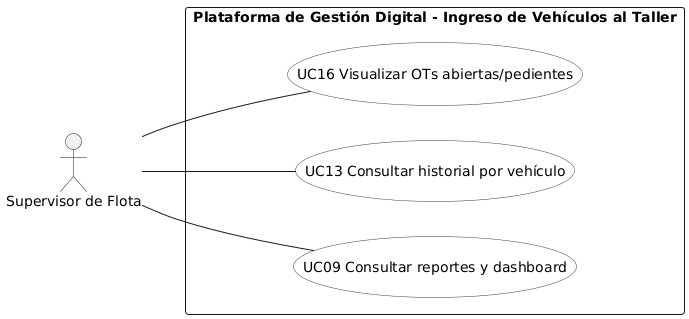 Plataforma de Gestión Digital - Ingreso de Vehículos al Taller
UC16 Visualizar OTs abiertas/pedientes
UC13 Consultar historial por vehículo
Supervisor de Flota
UC09 Consultar reportes y dashboard